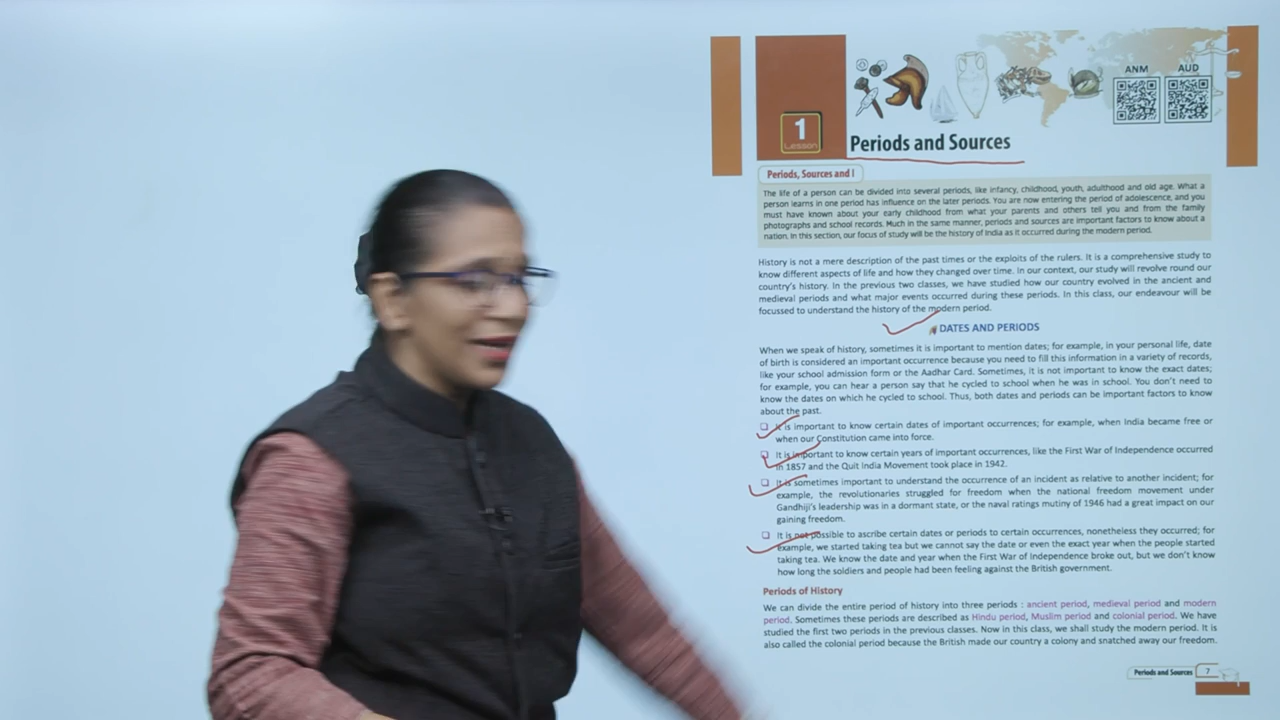 ANM AUD
1
Lesson
Periods and Sources
Periods, Sources and I
The life of a person can be divided into several periods, like infancy, childhood, youth, adulthood and old age. What a
person learns in one period has influence on the later periods. You are now entering the period of adolescence, and you
must have known about your early childhood from what your parents and others tell you and from the family
photographs and school records. Much in the same manner, periods and sources are important factors to know about a
nation. In this section, our focus of study will be the history of India as it occurred during the modern period.
History is not a mere description of the past times or the exploits of the rulers. It is a comprehensive study to
know different aspects of life and how they changed over time. In our context, our study will revolve round our
country's history. In the previous two classes, we have studied how our country evolved in the ancient and
medieval periods and what major events occurred during these periods. In this class, our endeavour will be
focussed to understand the history of the modern period.
DATES AND PERIODS
When we speak of history, sometimes it is important to mention dates; for example, in your personal life, date
of birth is considered an important occurrence because you need to fill this information in a variety of records,
like your school admission form or the Aadhar Card. Sometimes, it is not important to know the exact dates;
for example, you can hear a person say that he cycled to school when he was in school. You don't need to
know the dates on which he cycled to school. Thus, both dates and periods can be important factors to know
about the past.
❑ It is important to know certain dates of important occurrences; for example, when India became free or
when our Constitution came into force.
❑ It is important to know certain years of important occurrences, like the First War of Independence occurred
in 1857 and the Quit India Movement took place in 1942.
❑ It is sometimes important to understand the occurrence of an incident as relative to another incident; for
example, the revolutionaries struggled for freedom when the national freedom movement under
Gandhiji's leadership was in a dormant state, or the naval ratings mutiny of 1946 had a great impact on our
gaining freedom.
❑ It is not possible to ascribe certain dates or periods to certain occurrences, nonetheless they occurred; for
example, we started taking tea but we cannot say the date or even the exact year when the people started
taking tea. We know the date and year when the First War of Independence broke out, but we don't know
how long the soldiers and people had been feeling against the British government.
Periods of History
We can divide the entire period of history into three periods : ancient period, medieval period and modern
period. Sometimes these periods are described as Hindu period, Muslim period and colonial period. We have
studied the first two periods in the previous classes. Now in this class, we shall study the modern period. It is
also called the colonial period because the British made our country a colony and snatched away our freedom.
Periods and Sources 7